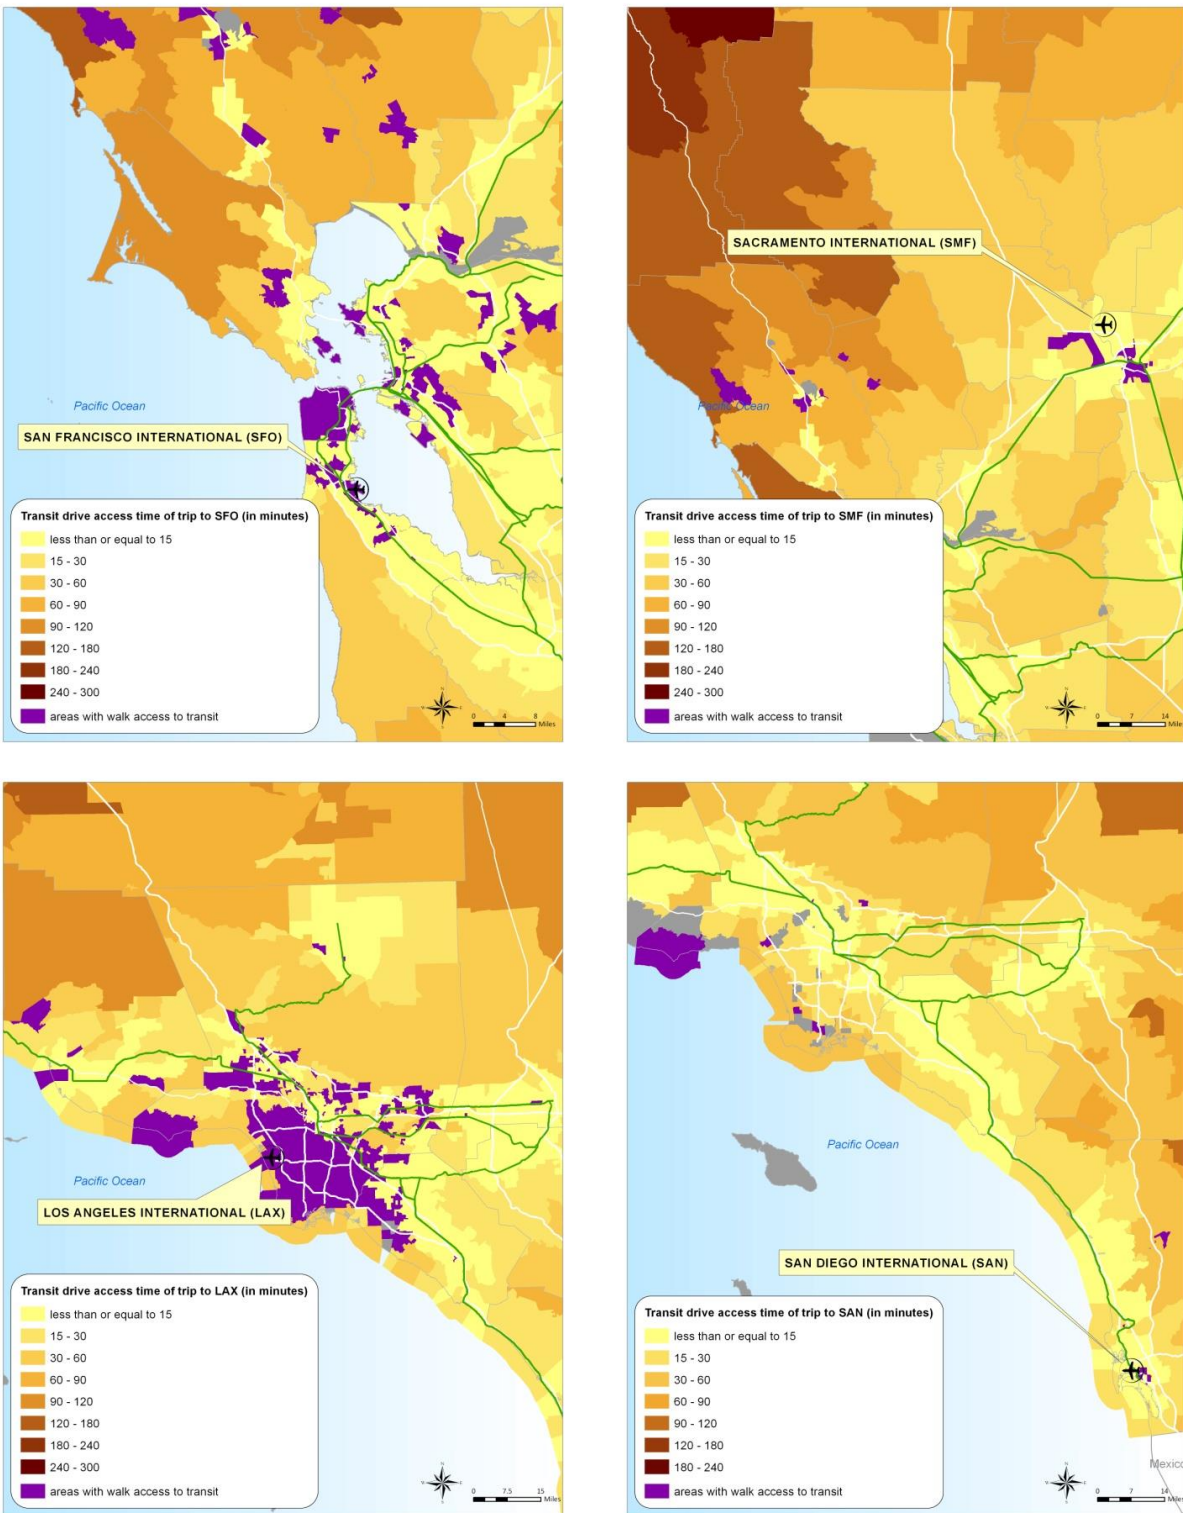 Pacific Ocean
SAN FRANCISCO INTERNATIONAL (SFO)
Transit drive access time of trip to SFO (in minutes)
less than or equal to 15
15 - 30
30 - 60
60 - 90
90 - 120
120 - 180
180 - 240
240 - 300
areas with walk access to transit
0 4 8
Miles
SACRAMENTO INTERNATIONAL (SMF)
Pacific Ocean
Transit drive access time of trip to SMF (in minutes)
less than or equal to 15
15 - 30
30 - 60
60 - 90
90 - 120
120 - 180
180 - 240
240 - 300
areas with walk access to transit
0 7 14
Miles
Pacific Ocean
LOS ANGELES INTERNATIONAL (LAX)
Transit drive access time of trip to LAX (in minutes)
less than or equal to 15
15 - 30
30 - 60
60 - 90
90 - 120
120 - 180
180 - 240
240 - 300
areas with walk access to transit
0 7.5 15
Miles
Pacific Ocean
SAN DIEGO INTERNATIONAL (SAN)
Transit drive access time of trip to SAN (in minutes)
less than or equal to 15
15 - 30
30 - 60
60 - 90
90 - 120
120 - 180
180 - 240
areas with walk access to transit
Mexico
0 7 14
Miles